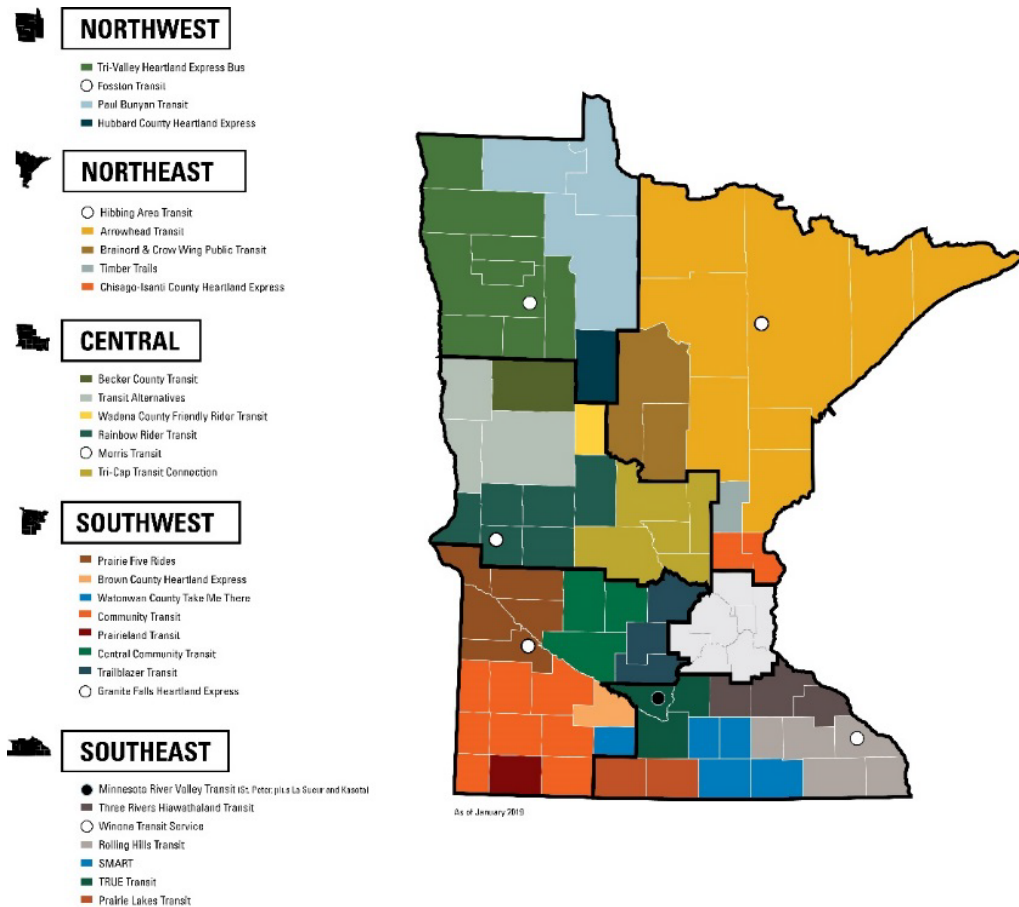 NORTHWEST
Tri-Valley Heartland Express Bus
Fosston Transit
Paul Bunyan Transit
Hubbard County Heartland Express
NORTHEAST
Hibbing Area Transit
Arrowhead Transit
Brainerd & Crow Wing Public Transit
Timber Trails
Chisago-Isanti County Heartland Express
CENTRAL
Becker County Transit
Transit Alternatives
Wadena County Friendly Rider Transit
Rainbow Rider Transit
Morris Transit
Tri-Cap Transit Connection
SOUTHWEST
Prairie Five Rides
Brown County Heartland Express
Watonwan County Take Me There
Community Transit
Prairieland Transit
Central Community Transit
Trailblazer Transit
Granite Falls Heartland Express
SOUTHEAST
Minnesota River Valley Transit (St. Peter, plus Le Sueur and Kasota)
Three Rivers Hiawathaland Transit
Winona Transit Service
Rolling Hills Transit
SMART
TRUE Transit
Prairie Lakes Transit
As of January 2019